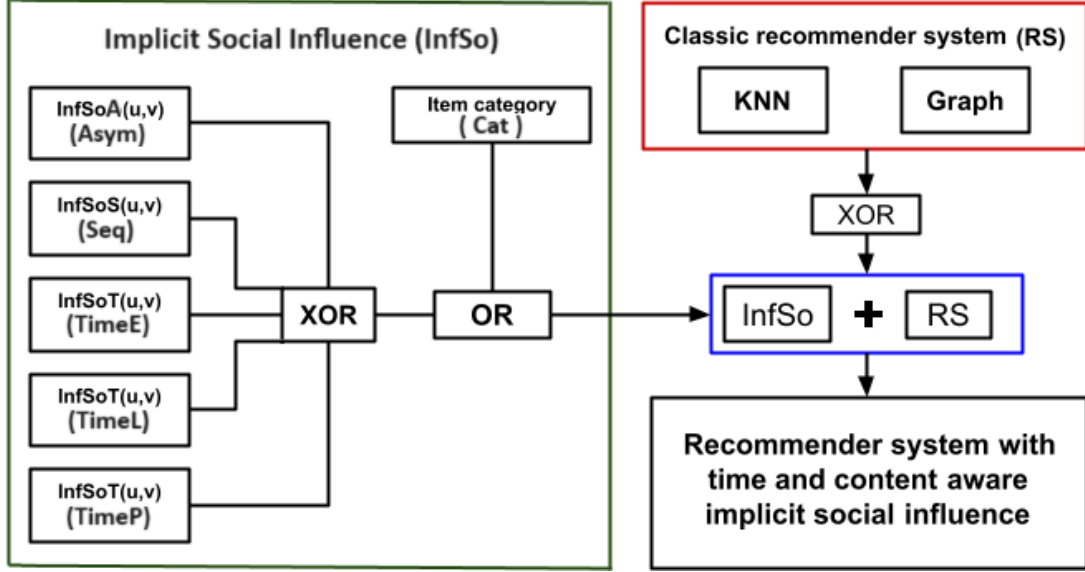 Implicit Social Influence (InfSo)
InfSoA(u,v)
(Asym)
InfSoS(u,v)
(Seq)
InfSoT(u,v)
(TimeE)
InfSoT(u,v)
(TimeL)
InfSoT(u,v)
(TimeP)
XOR
Item category
( Cat )
OR
Classic recommender system (RS)
KNN
Graph
XOR
InfSo + RS
Recommender system with
time and content aware
implicit social influence